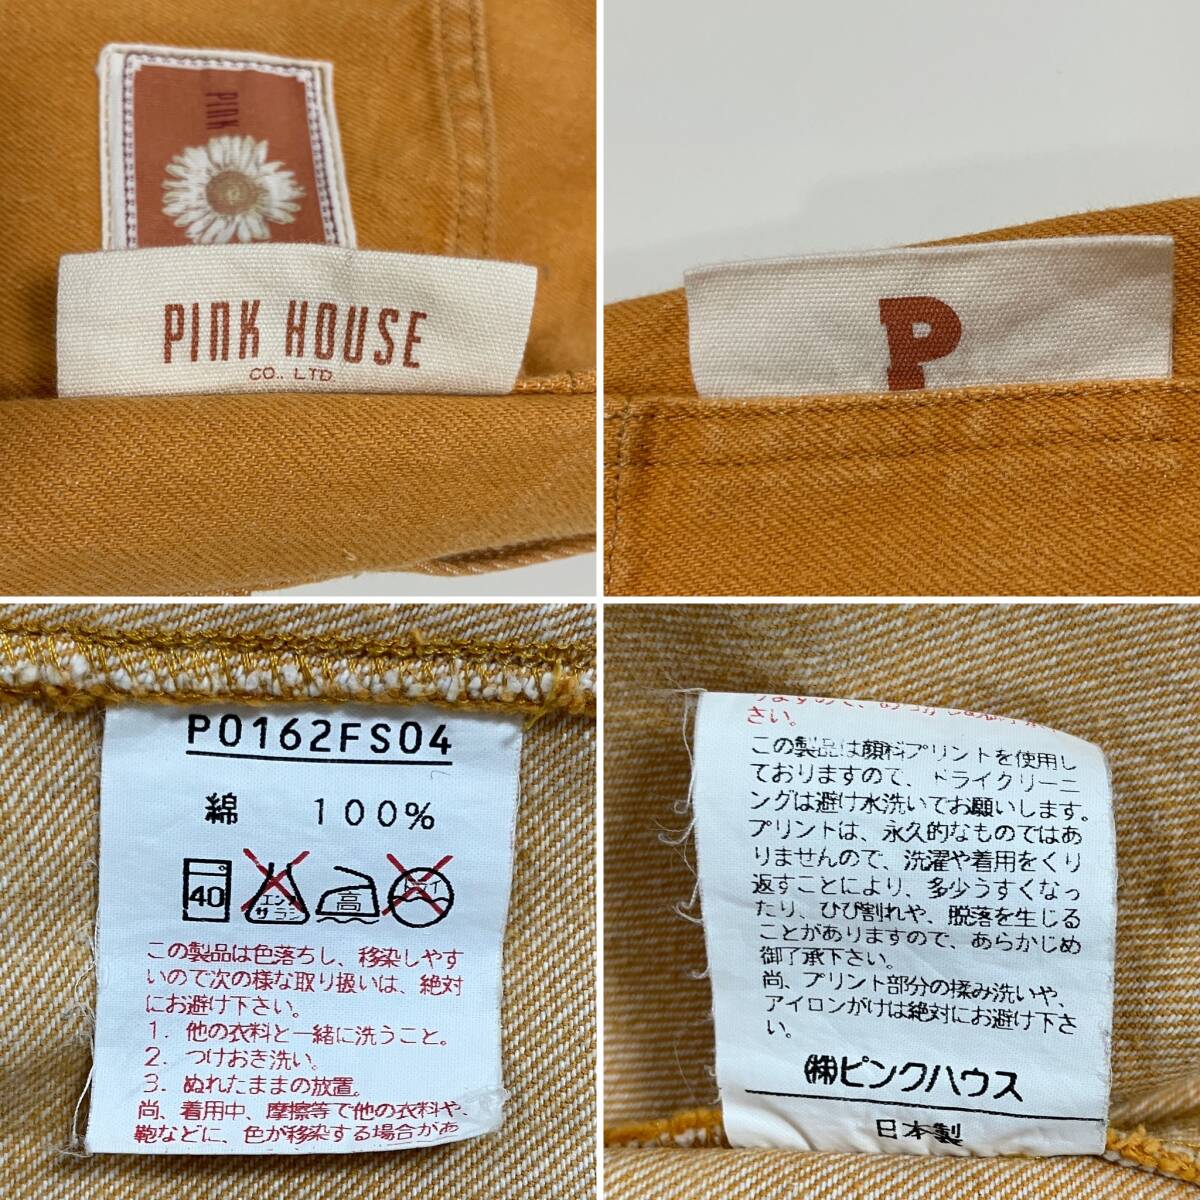 PINK
PINK HOUSE
CO., LTD.
P
P0162FS04
綿 100%
40
エンソ
サラシ
高
ドライ
この製品は色落ちし、移染しやす
いので次の様な取り扱いは、絶対
にお避け下さい。
1. 他の衣料と一緒に洗うこと。
2. つけおき洗い。
3. ぬれたままの放置。
尚、着用中、摩擦等で他の衣料や、
鞄などに、色が移染する場合があ
さい。
この製品は顔料プリントを使用し
ておりますので、ドライクリーニ
ングは避け水洗いでお願いします。
プリントは、永久的なものではあ
りませんので、洗濯や着用をくり
返すことにより、多少うすくなっ
たり、ひび割れや、脱落を生じる
ことがありますので、あらかじめ
御了承下さい。
尚、プリント部分の揉み洗いや、
アイロンがけは絶対にお避け下さ
い。
㈱ピンクハウス
日本製